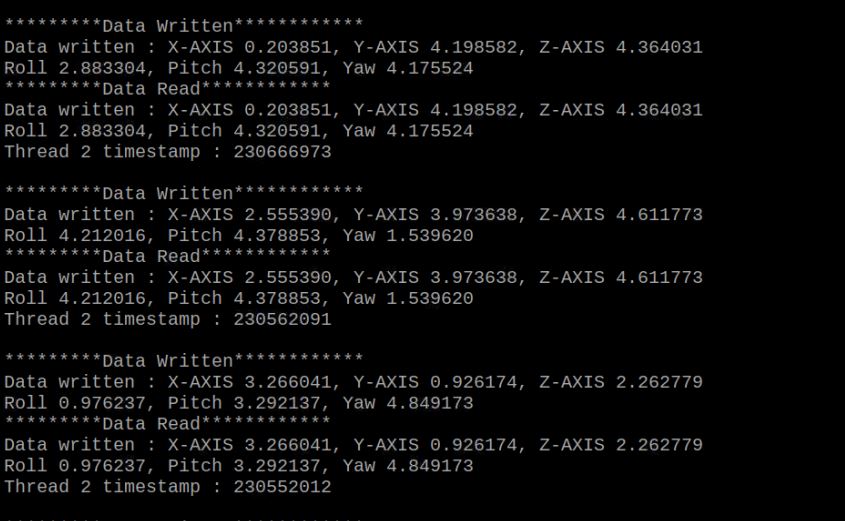 *********Data Written************
Data written : X-AXIS 0.203851, Y-AXIS 4.198582, Z-AXIS 4.364031
Roll 2.883304, Pitch 4.320591, Yaw 4.175524
*********Data Read************
Data written : X-AXIS 0.203851, Y-AXIS 4.198582, Z-AXIS 4.364031
Roll 2.883304, Pitch 4.320591, Yaw 4.175524
Thread 2 timestamp : 230666973
*********Data Written************
Data written : X-AXIS 2.555390, Y-AXIS 3.973638, Z-AXIS 4.611773
Roll 4.212016, Pitch 4.378853, Yaw 1.539620
*********Data Read************
Data written : X-AXIS 2.555390, Y-AXIS 3.973638, Z-AXIS 4.611773
Roll 4.212016, Pitch 4.378853, Yaw 1.539620
Thread 2 timestamp : 230562091
*********Data Written************
Data written : X-AXIS 3.266041, Y-AXIS 0.926174, Z-AXIS 2.262779
Roll 0.976237, Pitch 3.292137, Yaw 4.849173
*********Data Read************
Data written : X-AXIS 3.266041, Y-AXIS 0.926174, Z-AXIS 2.262779
Roll 0.976237, Pitch 3.292137, Yaw 4.849173
Thread 2 timestamp : 230552012